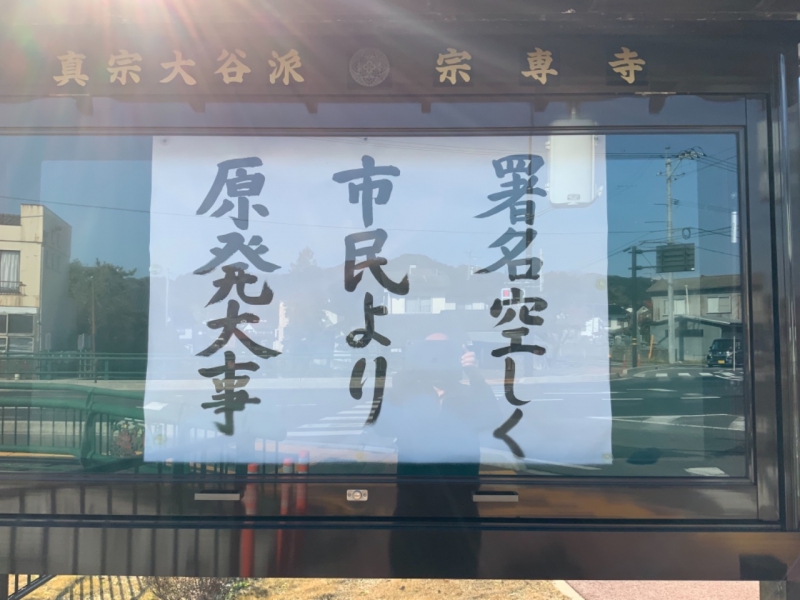 真宗大谷派 宗専寺
署名空しく
市民より
原発大事